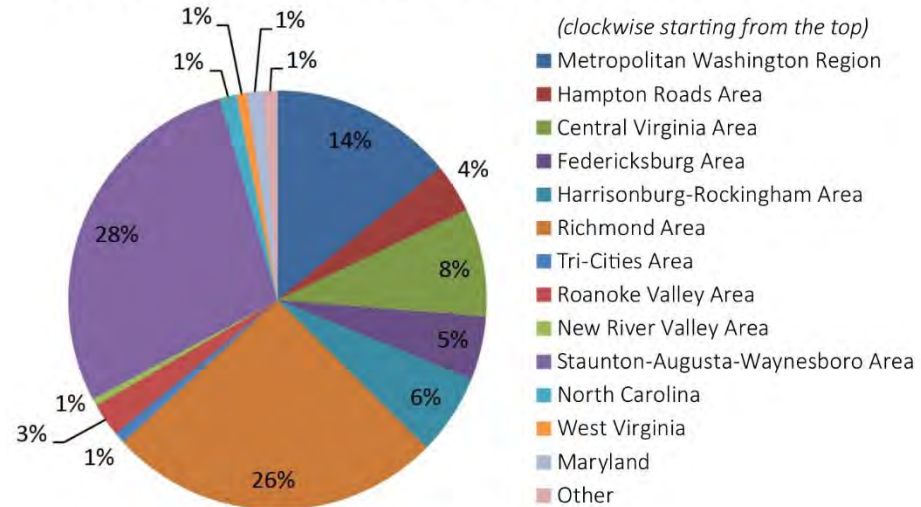 1%
1%
1%
1%
14%
4%
8%
5%
6%
26%
1%
3%
1%
28%
(clockwise starting from the top)
Metropolitan Washington Region
Hampton Roads Area
Central Virginia Area
Federicksburg Area
Harrisonburg-Rockingham Area
Richmond Area
Tri-Cities Area
Roanoke Valley Area
New River Valley Area
Staunton-Augusta-Waynesboro Area
North Carolina
West Virginia
Maryland
Other